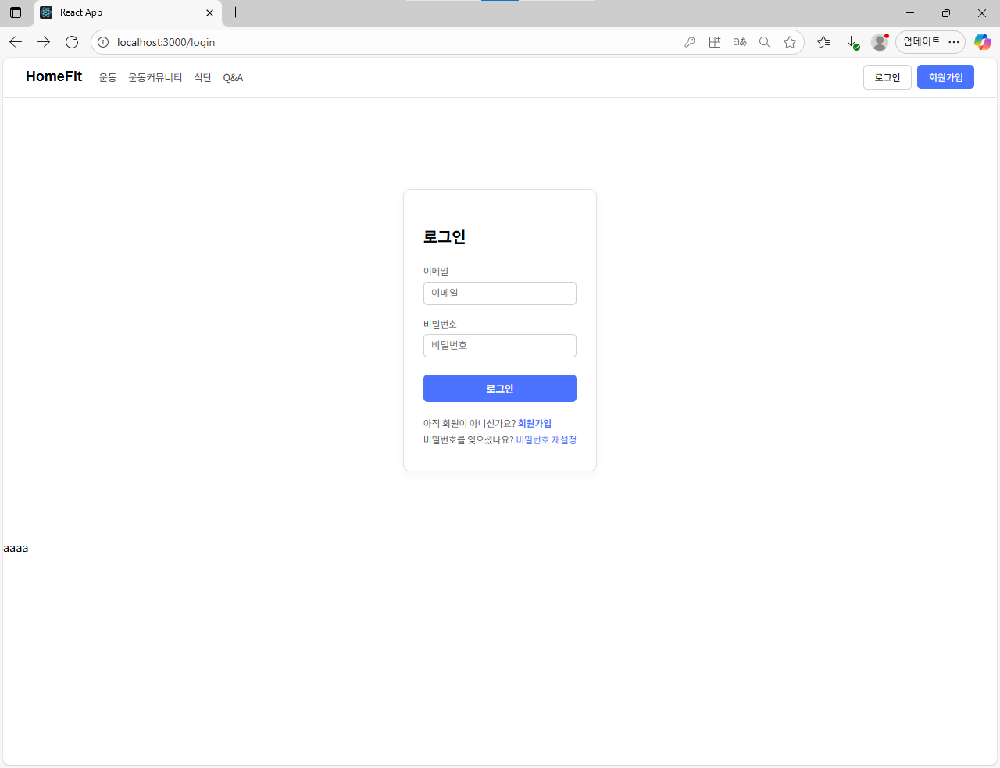 React App
localhost:3000/login
aあ
업데이트
HomeFit 운동 운동커뮤니티 식단 Q&A 로그인 회원가입
로그인
이메일
이메일
비밀번호
비밀번호
로그인
아직 회원이 아니신가요? 회원가입
비밀번호를 잊으셨나요? 비밀번호 재설정
aaaa